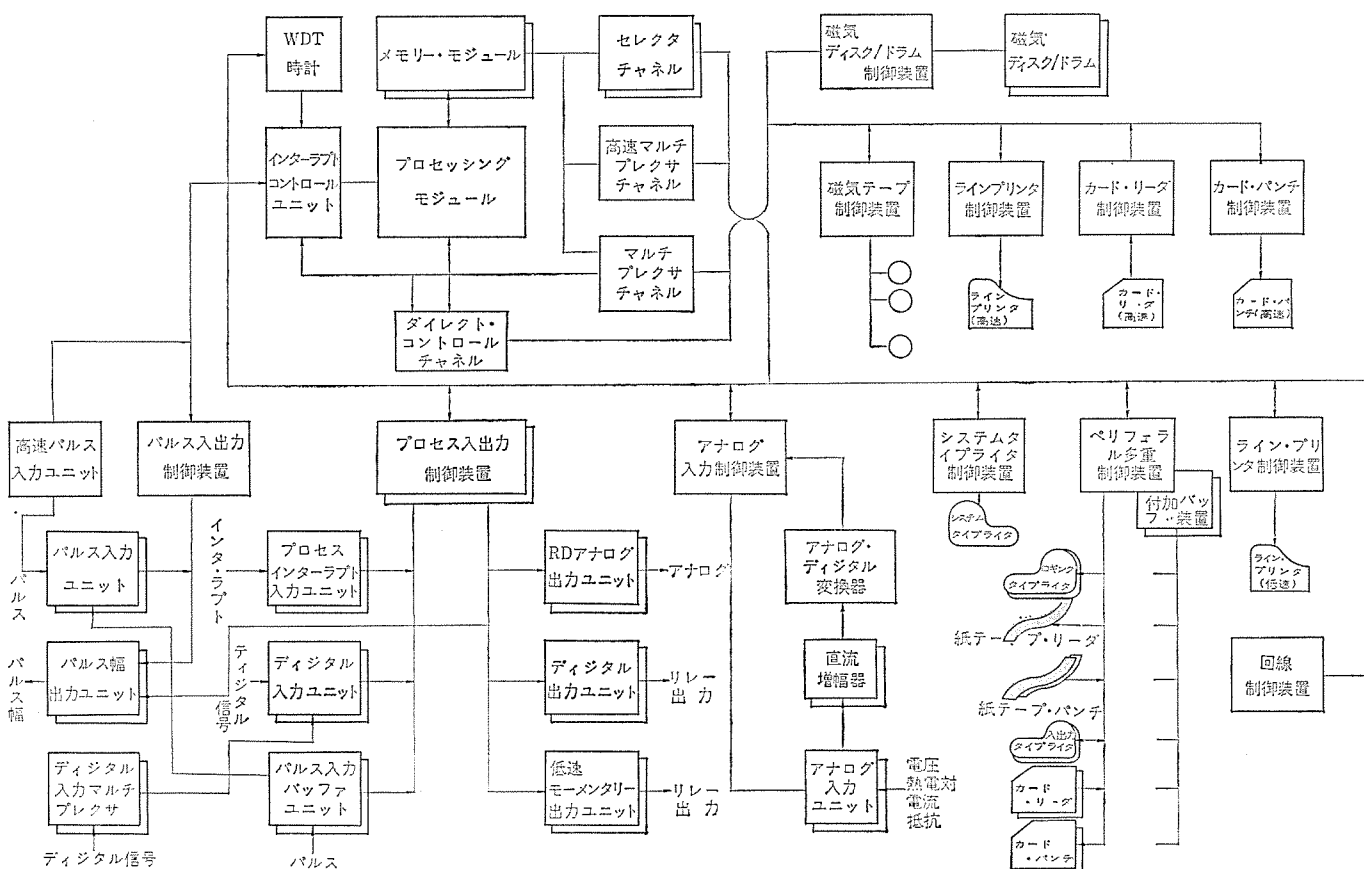 WDT
時計
メモリー・モジュール
セレクタ
チャネル
磁気
ディスク/ドラム
制御装置
磁気
ディスク/ドラム
インターラプト
コントロール
ユニット
プロセッシング
モジュール
高速マルチ
プレクサ
チャネル
磁気テープ
制御装置
ラインプリンタ
制御装置
カード・リーダ
制御装置
カード・パンチ
制御装置
マルチ
プレクサ
チャネル
ライン
プリンタ
(高速)
カード・
リーダ
(高速)
カード・パ
ンチ(高速)
ダイレクト・
コントロール
チャネル
高速パルス
入力ユニット
パルス入出力
制御装置
プロセス入出力
制御装置
アナログ
入力制御装置
システムタ
イプライタ
制御装置
ペリフェラ
ル多重
制御装置
ライン・プリ
ンタ制御装置
付加バッ
ファ装置
システム
タイプライタ
パルス
パルス入力
ユニット
インタ・ラプト
プロセス
インターラプト
入力ユニット
RDアナログ
出力ユニット
アナログ
アナログ・
ディジタル
変換器
ライン・
プリンタ
(低速)
タイプライタ
紙テープ・リーダ
パルス幅
パルス幅
出力ユニット
ディジタル
信号
ディジタル
入力ユニット
ディジタル
出力ユニット
リレー
出力
直流
増幅器
紙テープ・パンチ
回線
制御装置
入出力
タイプライタ
ディジタル
入力マルチ
プレクサ
パルス入力
バッファ
ユニット
低速
モーメンタリー
出力ユニット
リレー
出力
アナログ
入力
ユニット
電圧
熱電対
電流
抵抗
カード
・リーダ
カード
・パンチ
ディジタル信号
パルス